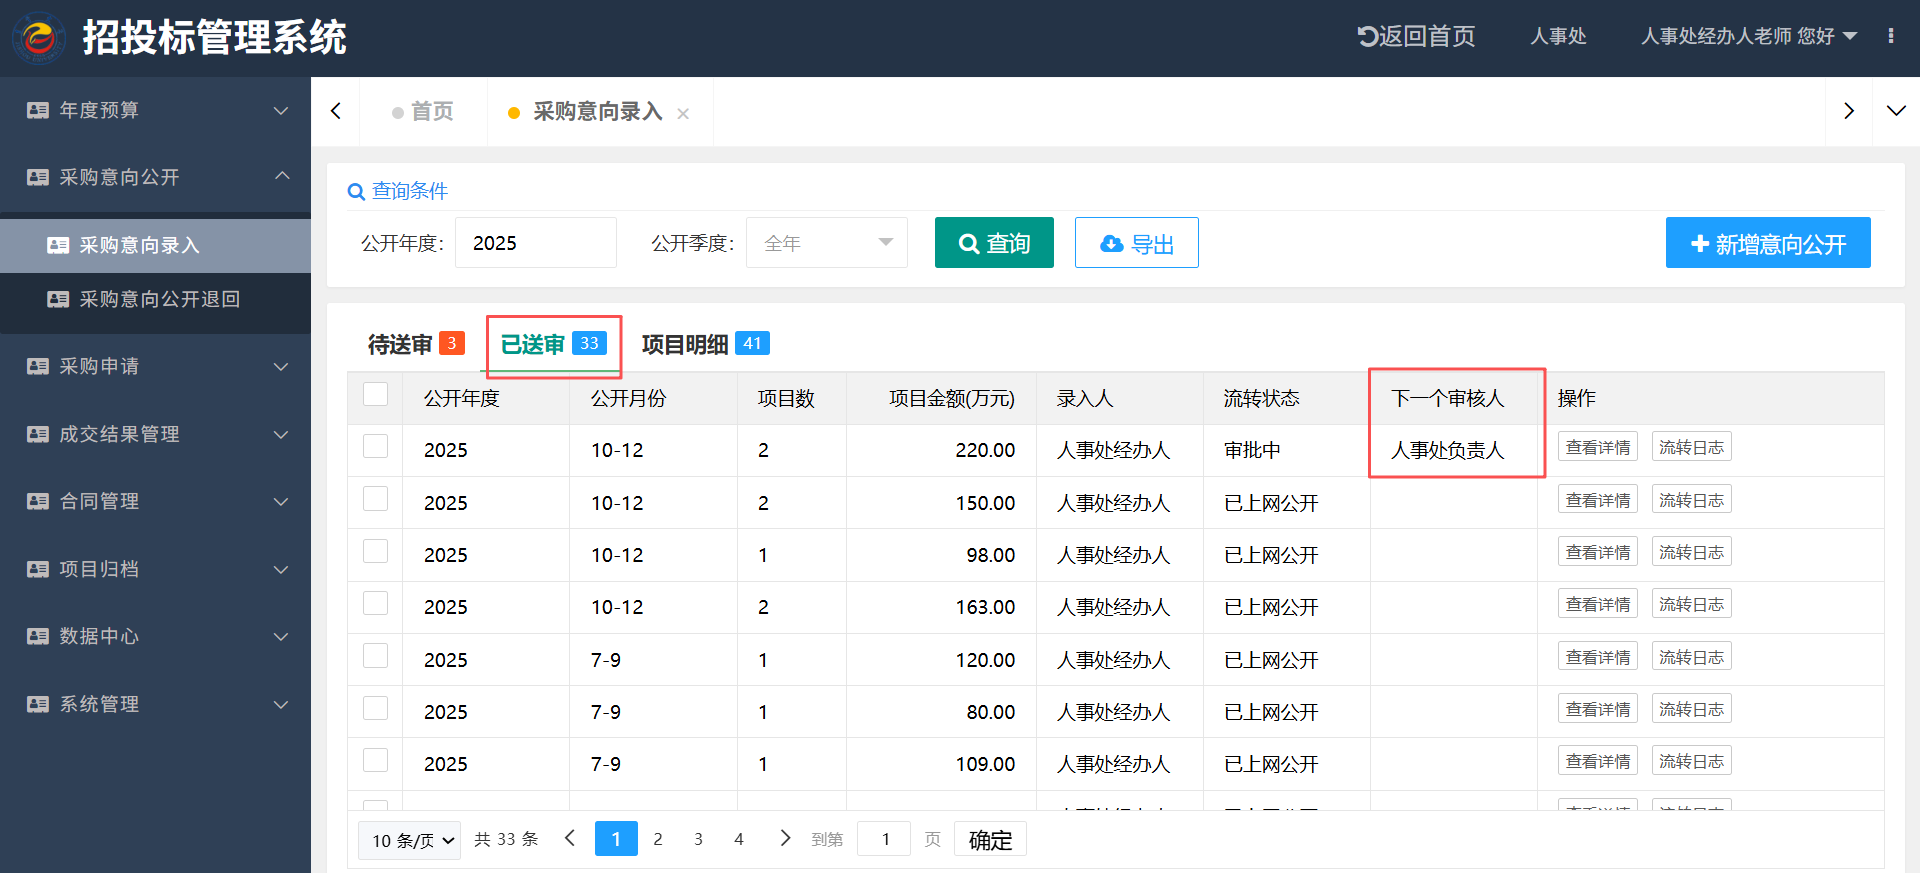 招投标管理系统
返回首页
人事处
人事处经办人老师 您好
年度预算
采购意向公开
采购意向录入
采购意向公开退回
采购申请
成交结果管理
合同管理
项目归档
数据中心
系统管理
首页
采购意向录入
查询条件
公开年度: 2025
公开季度: 全年
查询
导出
新增意向公开
待送审 3
已送审 33
项目明细 41
公开年度 公开月份 项目数 项目金额(万元) 录入人 流转状态 下一个审核人 操作
2025 10-12 2 220.00 人事处经办人 审批中 人事处负责人 查看详情 流转日志
2025 10-12 2 150.00 人事处经办人 已上网公开 查看详情 流转日志
2025 10-12 1 98.00 人事处经办人 已上网公开 查看详情 流转日志
2025 10-12 2 163.00 人事处经办人 已上网公开 查看详情 流转日志
2025 7-9 1 120.00 人事处经办人 已上网公开 查看详情 流转日志
2025 7-9 1 80.00 人事处经办人 已上网公开 查看详情 流转日志
2025 7-9 1 109.00 人事处经办人 已上网公开 查看详情 流转日志
10 条/页 共 33 条 1 2 3 4 到第 1 页 确定